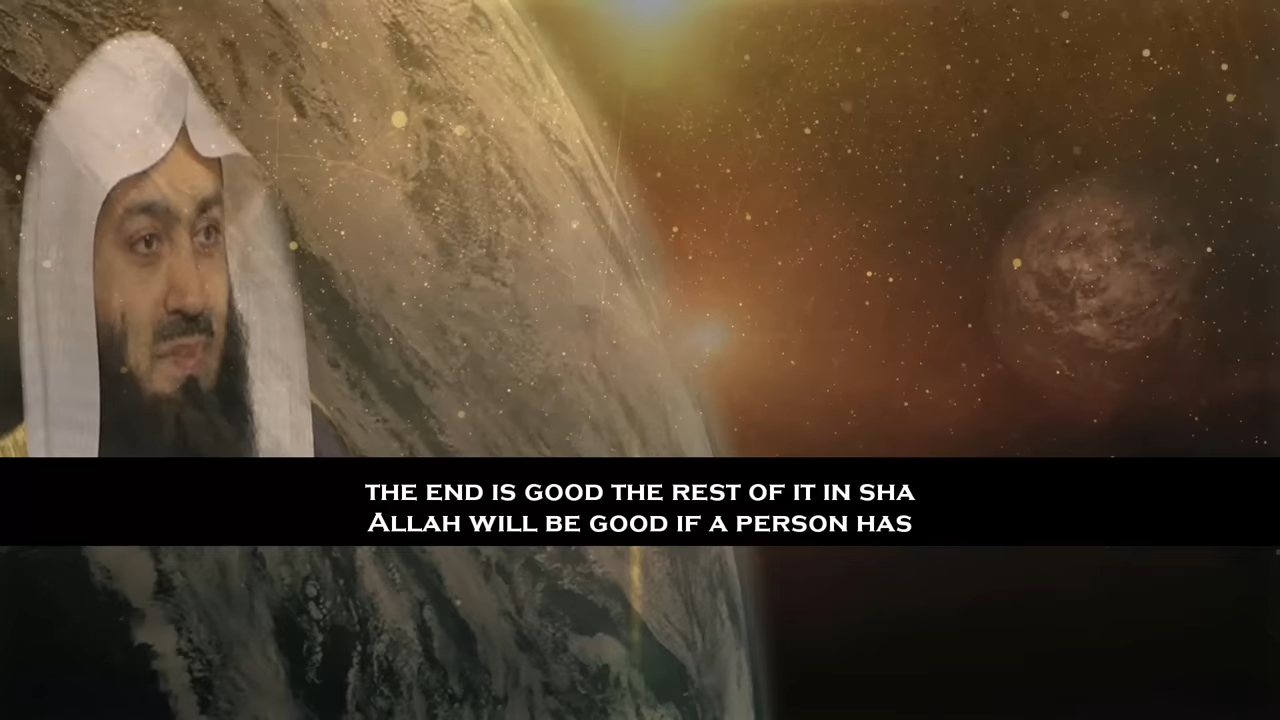 THE END IS GOOD THE REST OF IT IN SHA
ALLAH WILL BE GOOD IF A PERSON HAS